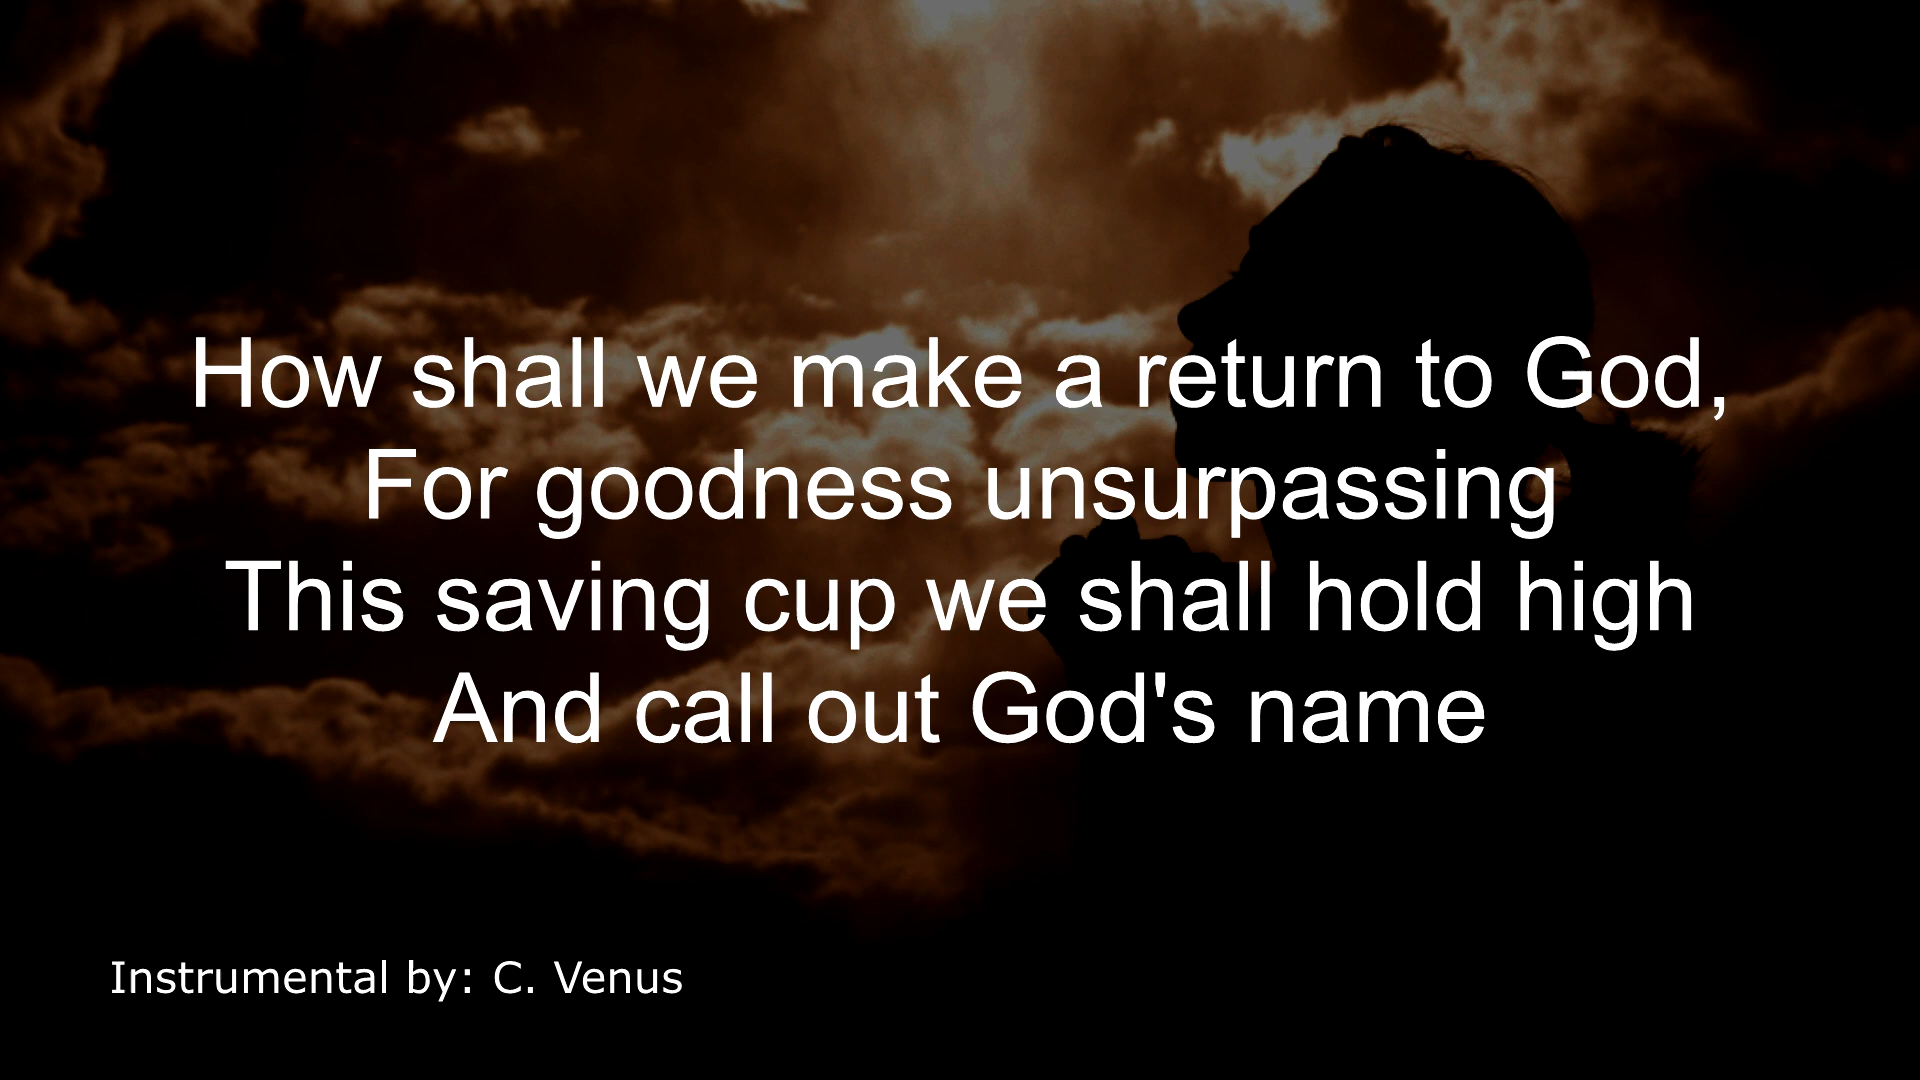 How shall we make a return to God,
For goodness unsurpassing
This saving cup we shall hold high
And call out God's name
Instrumental by: C. Venus